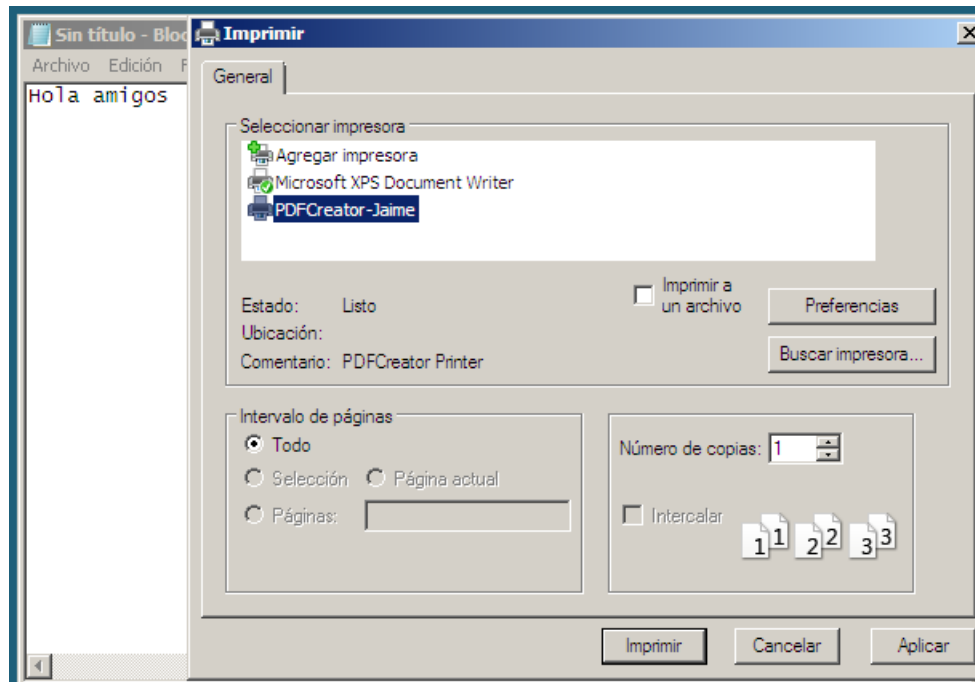 Sin título - Bloc
Imprimir
Archivo Edición F
Hola amigos
General
Seleccionar impresora
Agregar impresora
Microsoft XPS Document Writer
PDFCreator-Jaime
Imprimir a
un archivo
Preferencias
Estado: Listo
Ubicación:
Comentario: PDFCreator Printer
Buscar impresora...
Intervalo de páginas
Todo
Selección Página actual
Páginas:
Número de copias: 1
Intercalar
1 1 2 2 3 3
Imprimir Cancelar Aplicar